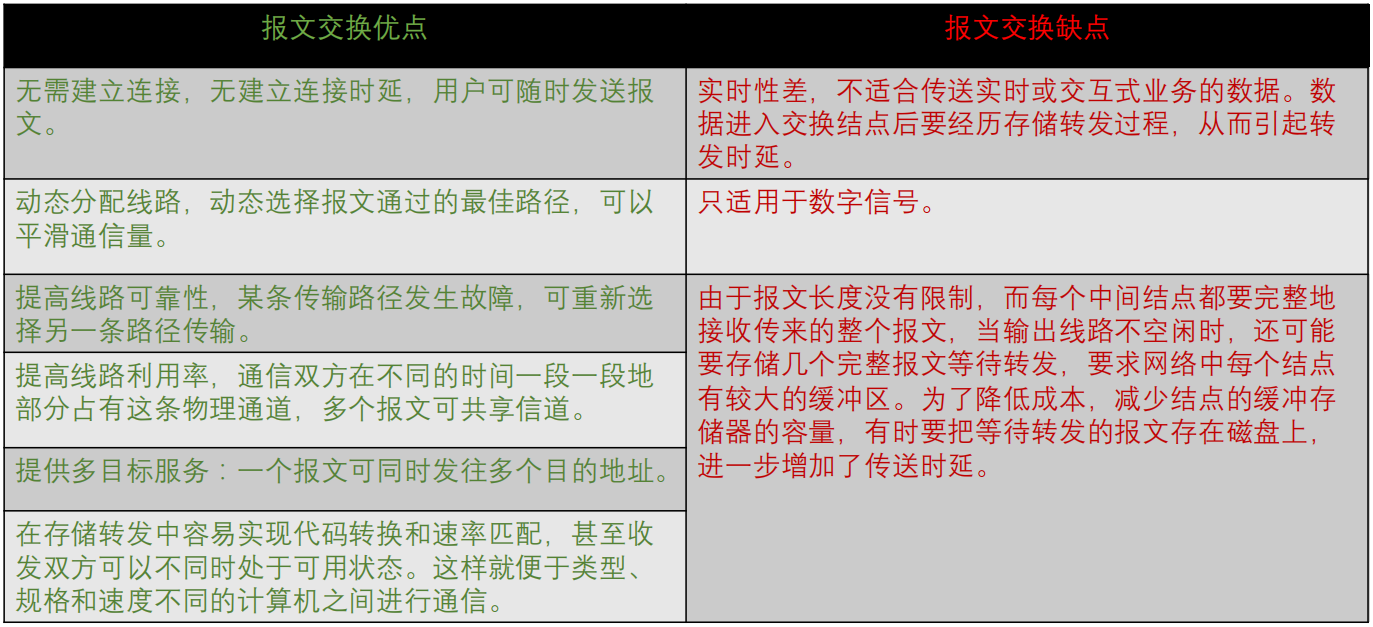 报文交换优点
报文交换缺点
无需建立连接，无建立连接时延，用户可随时发送报
文。
实时性差，不适合传送实时或交互式业务的数据。数
据进入交换结点后要经历存储转发过程，从而引起转
发时延。
动态分配线路，动态选择报文通过的最佳路径，可以
平滑通信量。
只适用于数字信号。
提高线路可靠性，某条传输路径发生故障，可重新选
择另一条路径传输。
由于报文长度没有限制，而每个中间结点都要完整地
接收传来的整个报文，当输出线路不空闲时，还可能
要存储几个完整报文等待转发，要求网络中每个结点
有较大的缓冲区。为了降低成本，减少结点的缓冲存
储器的容量，有时要把等待转发的报文存在磁盘上，
进一步增加了传送时延。
提高线路利用率，通信双方在不同的时间一段一段地
部分占有这条物理通道，多个报文可共享信道。
提供多目标服务：一个报文可同时发往多个目的地址。
在存储转发中容易实现代码转换和速率匹配，甚至收
发双方可以不同时处于可用状态。这样就便于类型、
规格和速度不同的计算机之间进行通信。